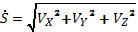 Ṡ = √(V_X² + V_Y² + V_Z²)